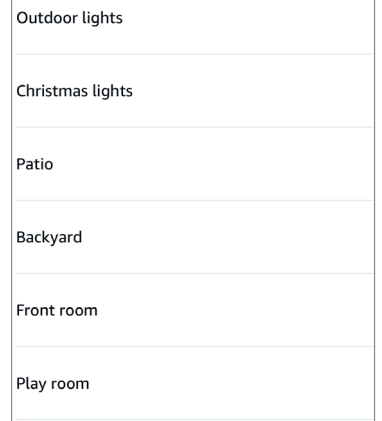 Outdoor lights
Christmas lights
Patio
Backyard
Front room
Play room